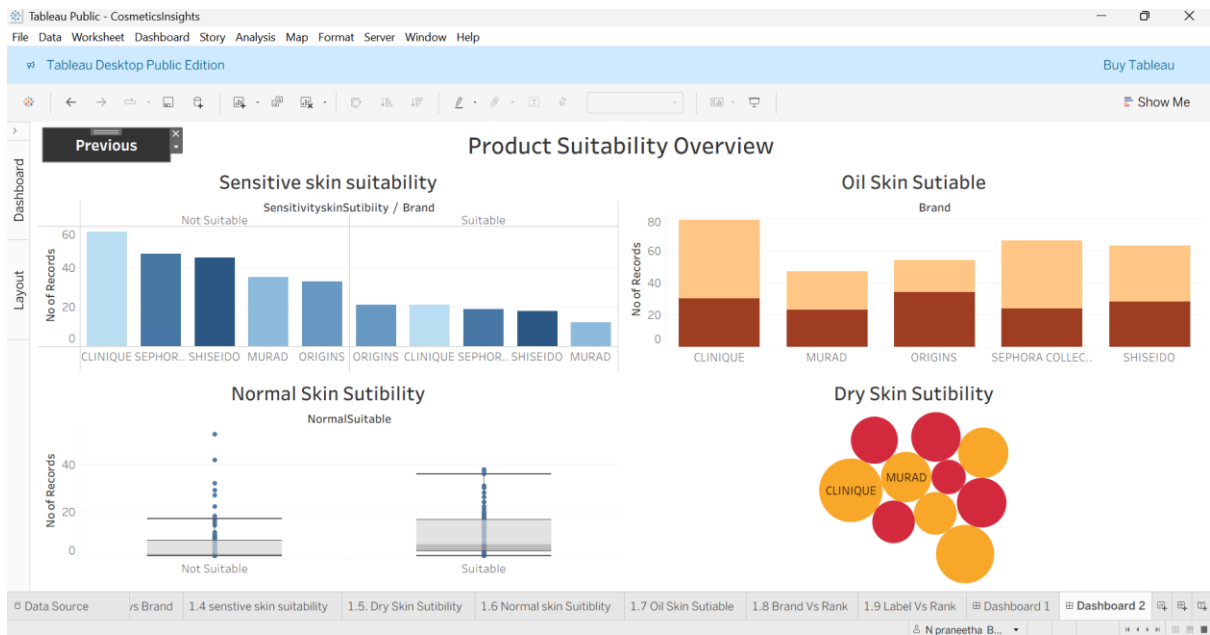 Tableau Public - CosmeticsInsights
File Data Worksheet Dashboard Story Analysis Map Format Server Window Help
Tableau Desktop Public Edition
Buy Tableau
Show Me
Dashboard
Layout
Previous
Product Suitability Overview
Sensitive skin suitability
SensitivityskinSutibiity / Brand
Not Suitable
Suitable
No of Records
60
40
20
0
CLINIQUE SEPHOR.. SHISEIDO MURAD ORIGINS ORIGINS CLINIQUE SEPHOR.. SHISEIDO MURAD
Oil Skin Sutiable
Brand
No of Records
80
60
40
20
0
CLINIQUE MURAD ORIGINS SEPHORA COLLEC.. SHISEIDO
Normal Skin Sutibility
NormalSuitable
No of Records
40
20
0
Not Suitable Suitable
Dry Skin Sutibility
CLINIQUE
MURAD
Data Source /s Brand 1.4 senstive skin suitability 1.5. Dry Skin Sutibility 1.6 Normal skin Suitiblity 1.7 Oil Skin Sutiable 1.8 Brand Vs Rank 1.9 Label Vs Rank Dashboard 1 Dashboard 2
N praneetha B...